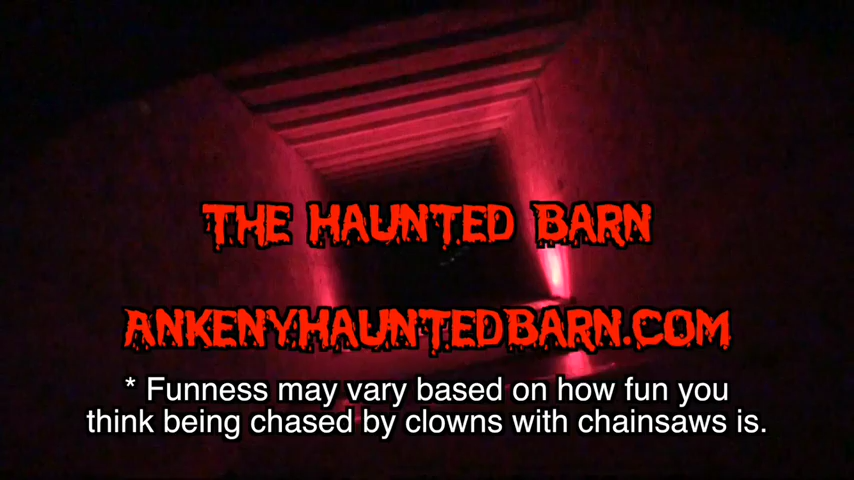 THE HAUNTED BARN
ANKENYHAUNTEDBARN.COM
* Funness may vary based on how fun you
think being chased by clowns with chainsaws is.